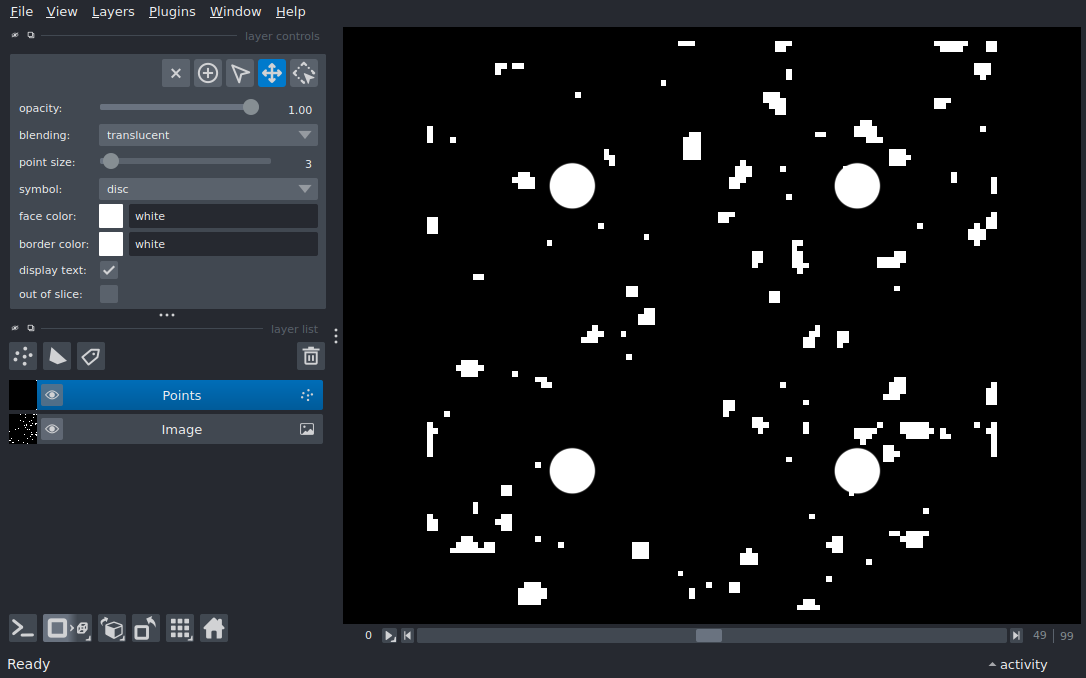 File View Layers Plugins Window Help
layer controls
opacity: 1.00
blending: translucent
point size: 3
symbol: disc
face color: white
border color: white
display text:
out of slice:
layer list
Points
Image
0 49 99
Ready activity